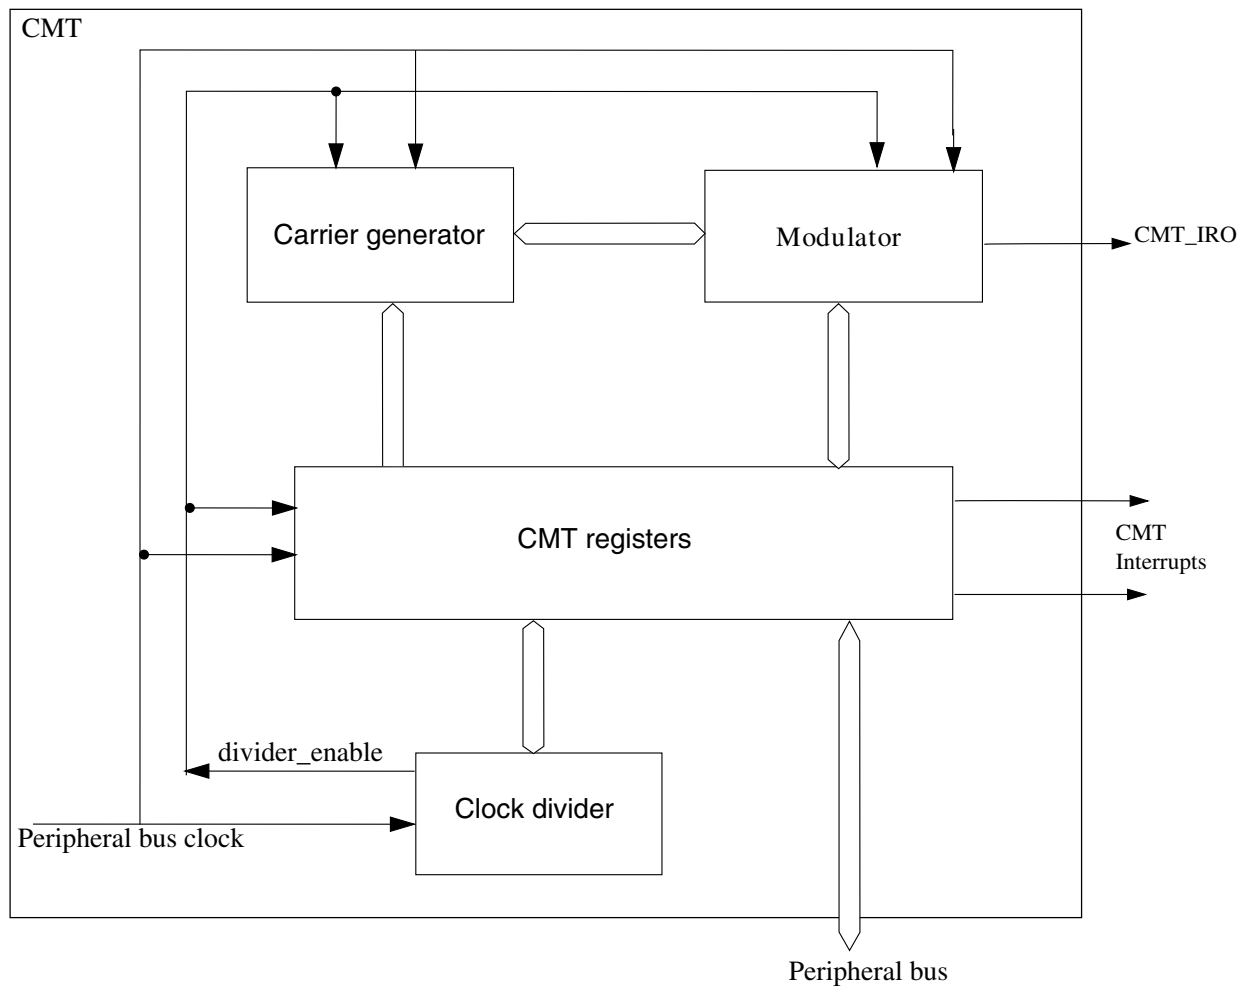 CMT
Carrier generator
Modulator
CMT_IRO
CMT registers
CMT
Interrupts
divider_enable
Clock divider
Peripheral bus clock
Peripheral bus